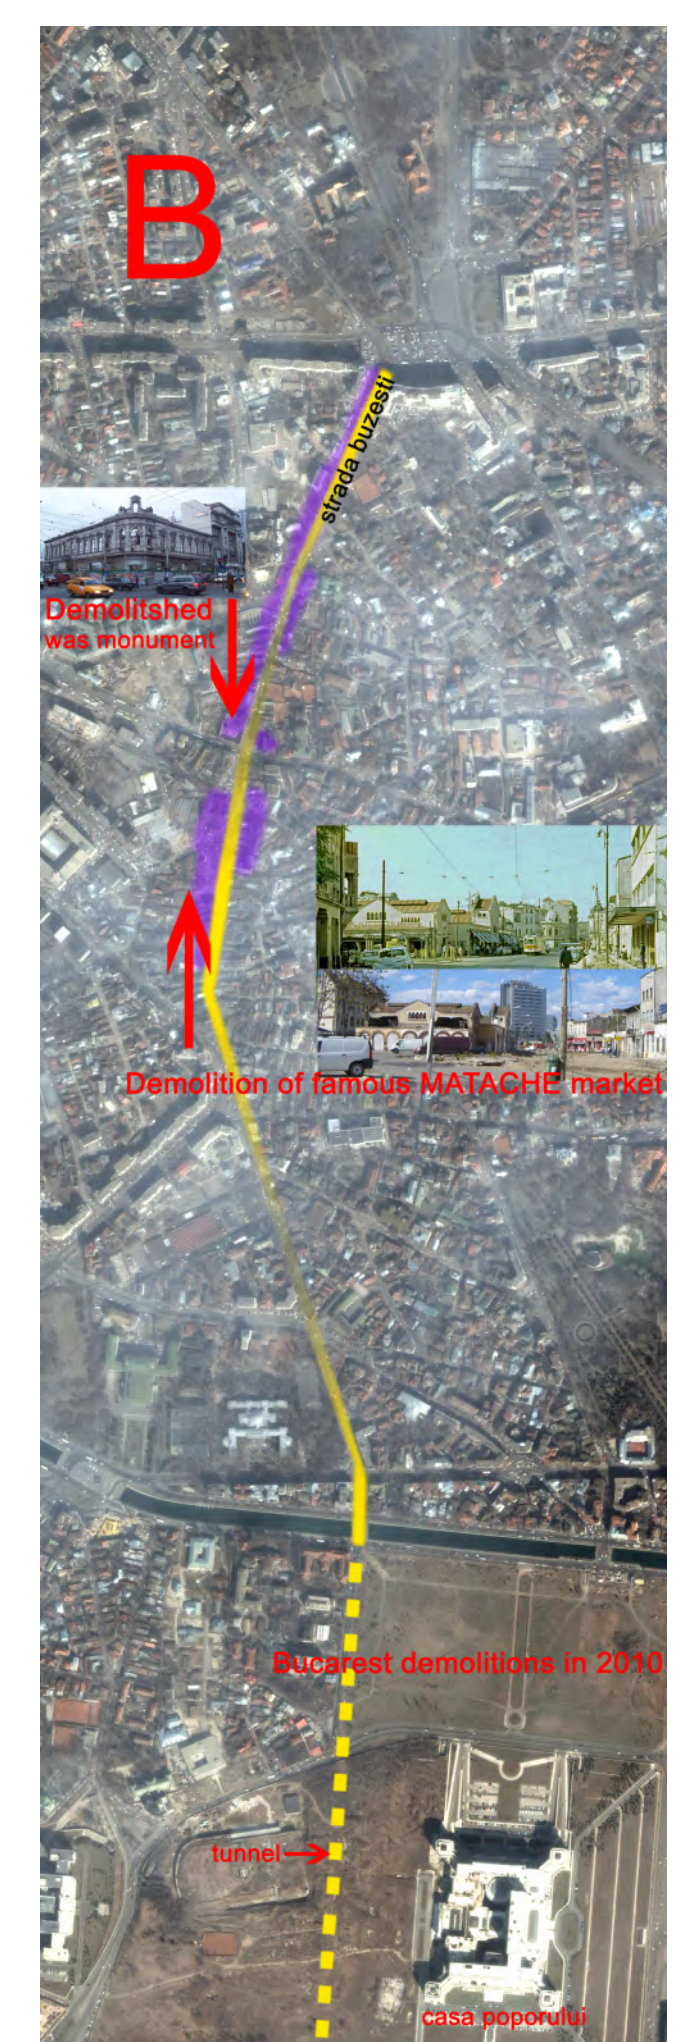 B
strada buzesti
Demolitshed
was monument
Demolition of famous MATACHE market
Bucarest demolitions in 2010
tunnel
casa poporului